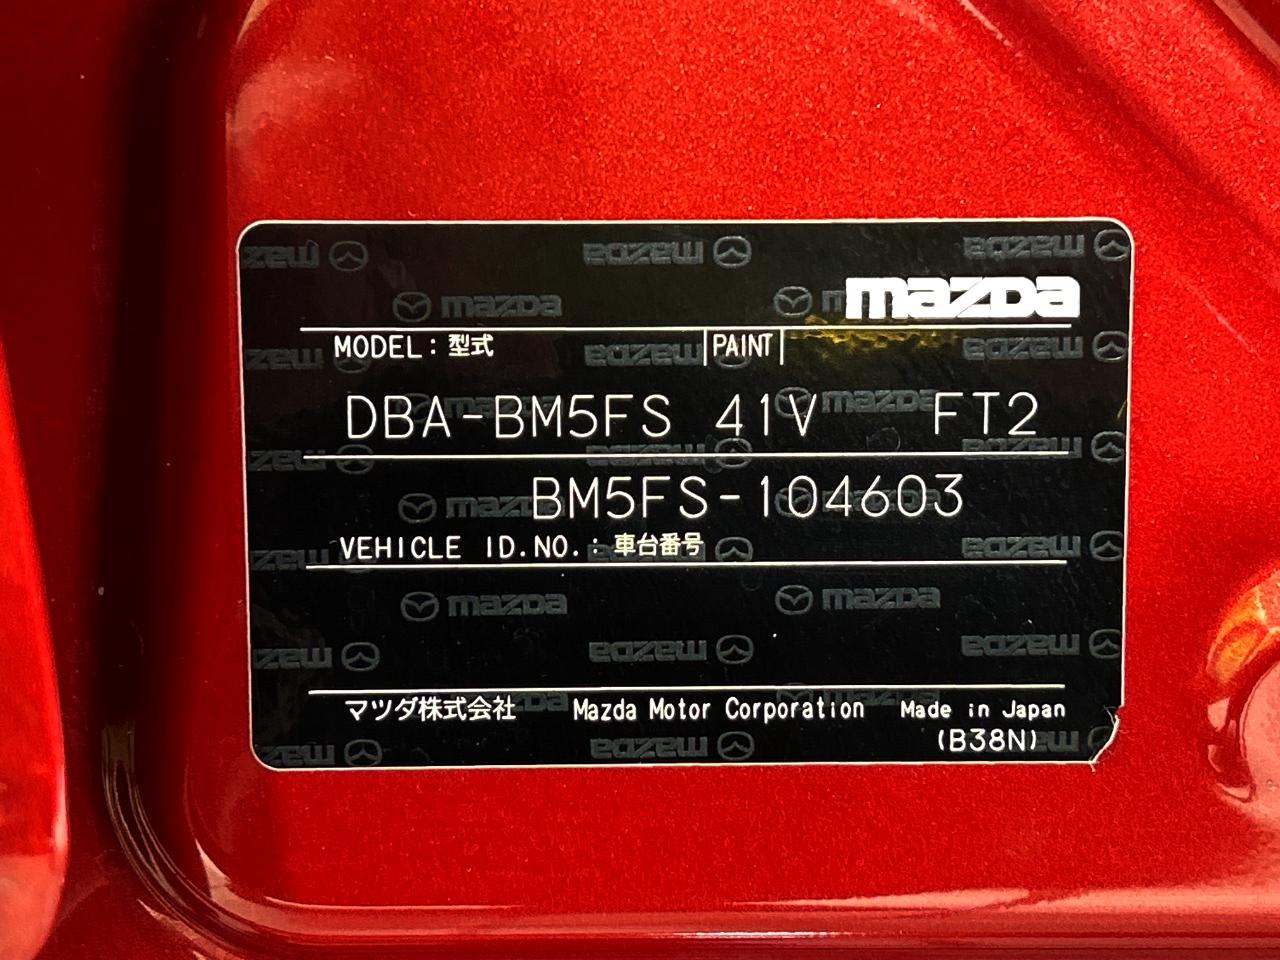 mazda
MODEL : 型式 PAINT
DBA-BM5FS 41V FT2
BM5FS-104603
VEHICLE ID.NO. : 車台番号
マツダ株式会社 Mazda Motor Corporation Made in Japan
(B38N)